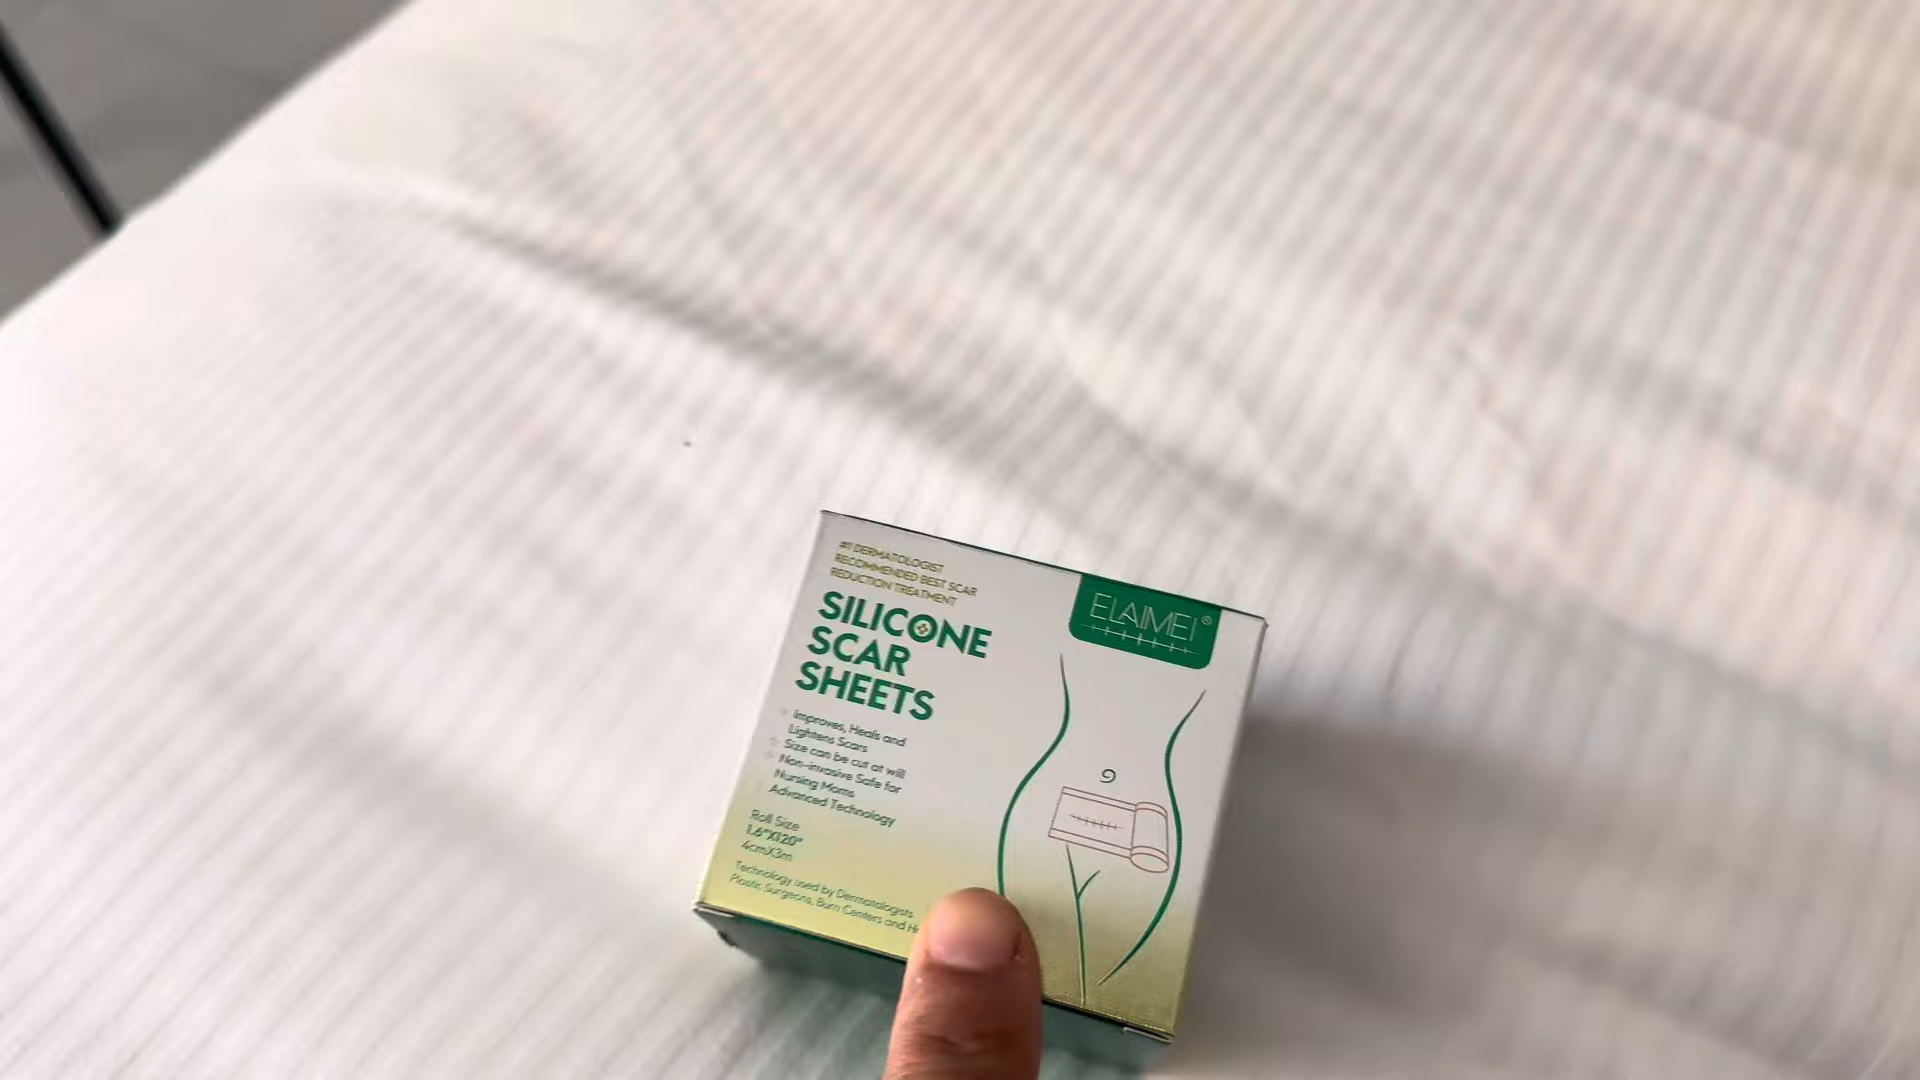 #1 DERMATOLOGIST
RECOMMENDED BEST SCAR
REDUCTION TREATMENT
SILICONE
SCAR
SHEETS
Improves, Heals and
Lightens Scars
Size can be cut at will
Non-invasive Safe for
Nursing Moms
Advanced Technology
Roll Size
1.6"X120"
4cmX3m
Technology used by Dermatologists
Plastic Surgeons, Burn Centers and
ELAIMEI®